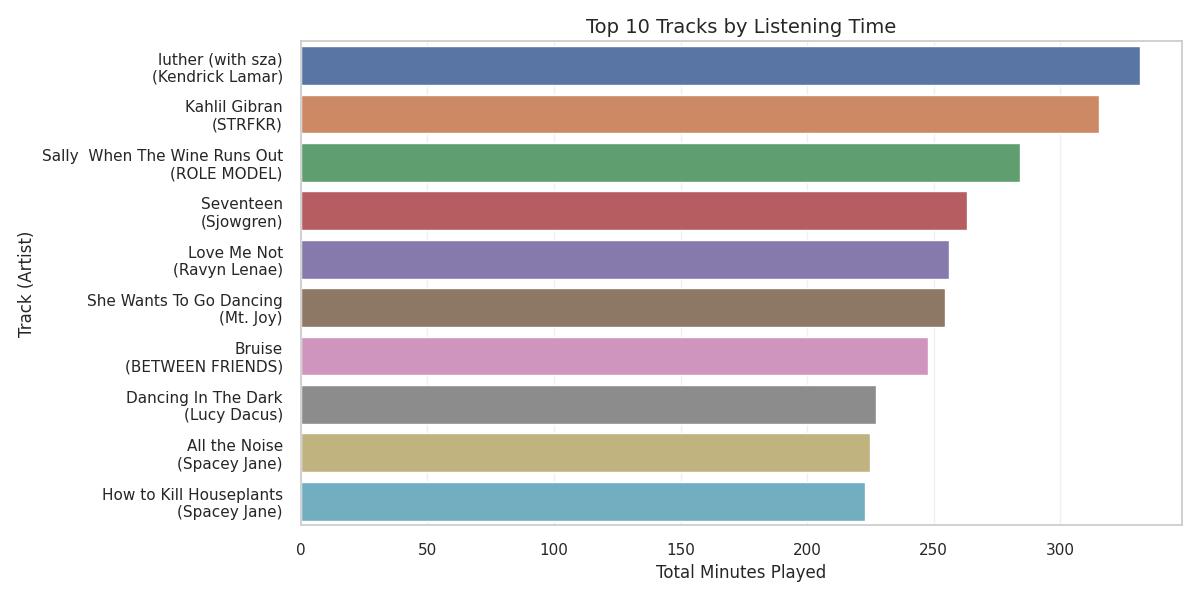 Top 10 Tracks by Listening Time
luther (with sza)
(Kendrick Lamar)
Kahlil Gibran
(STRFKR)
Sally  When The Wine Runs Out
(ROLE MODEL)
Seventeen
(Sjowgren)
Love Me Not
(Ravyn Lenae)
She Wants To Go Dancing
(Mt. Joy)
Bruise
(BETWEEN FRIENDS)
Dancing In The Dark
(Lucy Dacus)
All the Noise
(Spacey Jane)
How to Kill Houseplants
(Spacey Jane)
Track (Artist)
0 50 100 150 200 250 300
Total Minutes Played